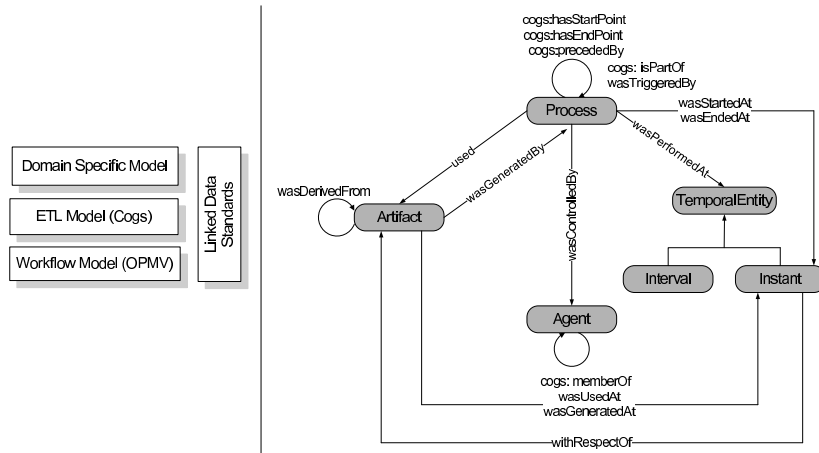 Domain Specific Model
ETL Model (Cogs)
Workflow Model (OPMV)
Linked Data
Standards
cogs:hasStartPoint
cogs:hasEndPoint
cogs:precededBy
cogs: isPartOf
wasTriggeredBy
Process
wasStartedAt
wasEndedAt
used
wasGeneratedBy
wasControlledBy
wasPerformedAt
wasDerivedFrom
Artifact
TemporalEntity
Interval
Instant
Agent
cogs: memberOf
wasUsedAt
wasGeneratedAt
withRespectOf